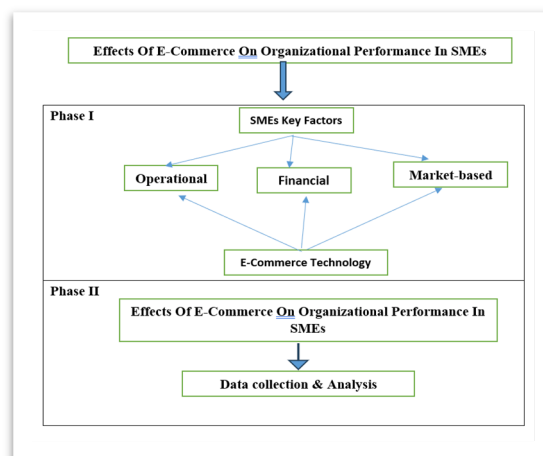 Effects Of E-Commerce On Organizational Performance In SMEs
Phase I
SMEs Key Factors
Operational
Financial
Market-based
E-Commerce Technology
Phase II
Effects Of E-Commerce On Organizational Performance In
SMEs
Data collection & Analysis